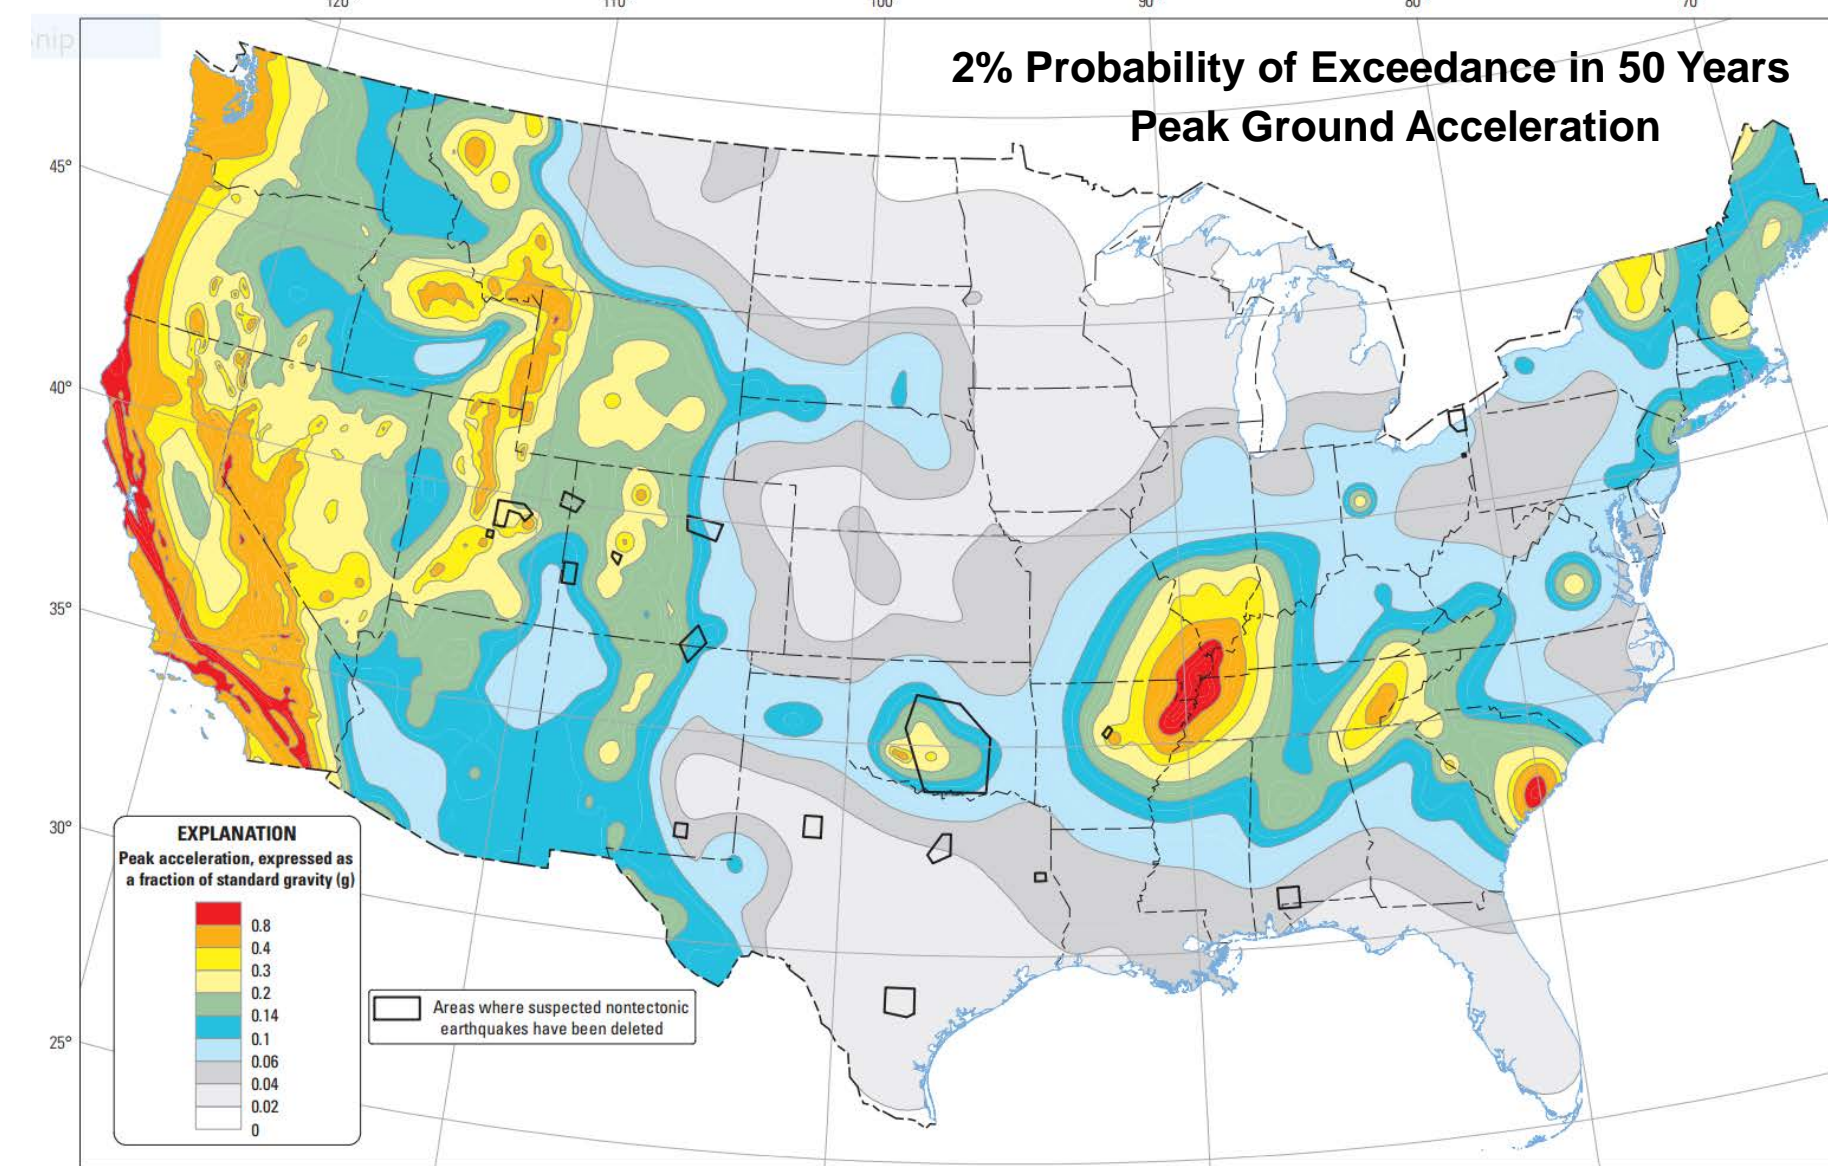 120
110
100
90
80
70
nip
2% Probability of Exceedance in 50 Years
Peak Ground Acceleration
45°
40°
35°
30°
25°
EXPLANATION
Peak acceleration, expressed as
a fraction of standard gravity (g)
0.8
0.4
0.3
0.2
0.14
0.1
0.06
0.04
0.02
0
Areas where suspected nontectonic
earthquakes have been deleted